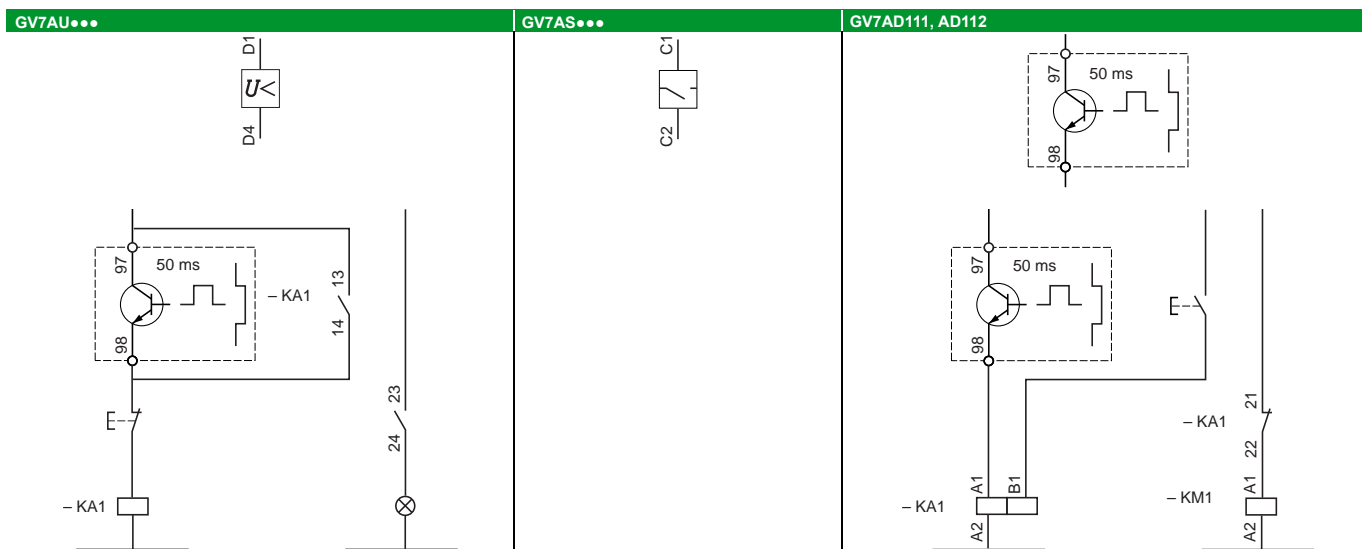 GV7AU●●●
GV7AS●●●
GV7AD111, AD112
D1
U<
D4
C1
C2
97
50 ms
98
97
50 ms
98
– KA1
13
14
23
24
– KA1
97
50 ms
98
– KA1
21
22
– KA1
A1
B1
A2
– KM1
A1
A2